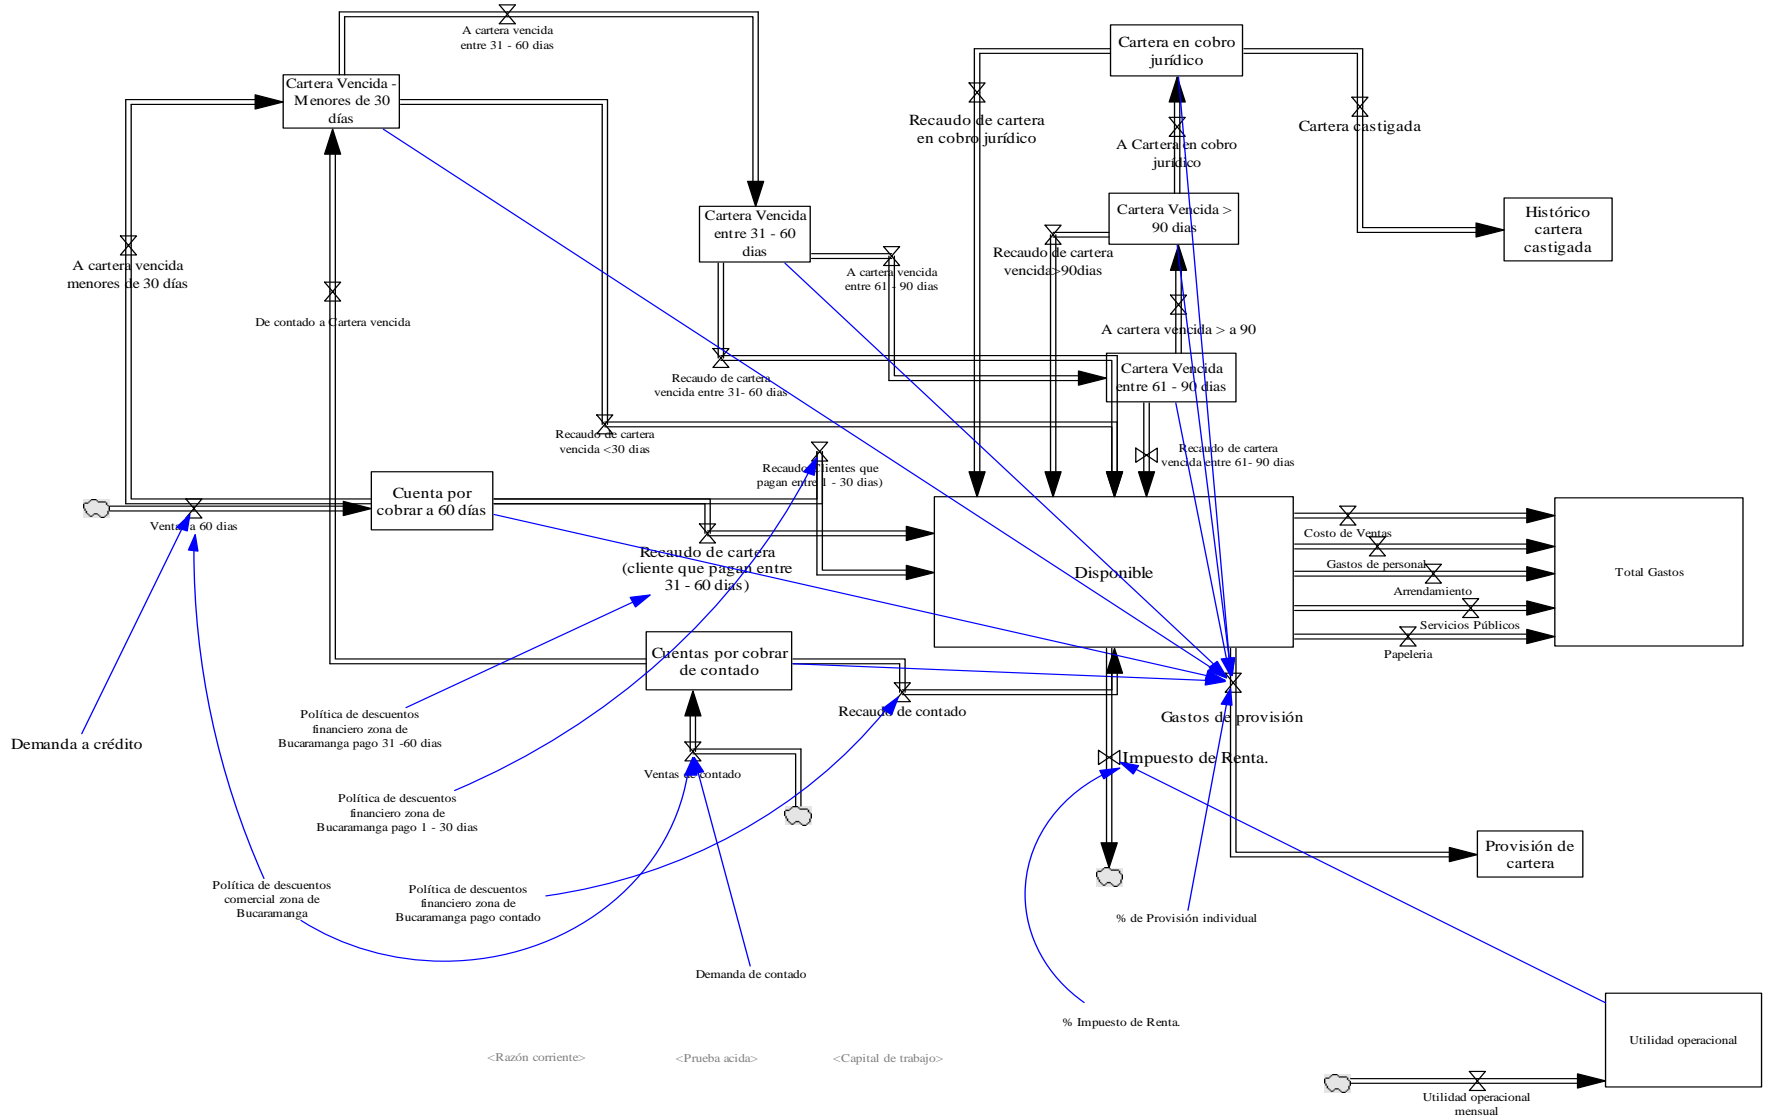 A cartera vencida
entre 31 - 60 dias
Cartera en cobro
jurídico
Cartera Vencida -
Menores de 30
días
Recaudo de cartera
en cobro jurídico
Cartera castigada
A Cartera en cobro
jurídico
Cartera Vencida
entre 31 - 60
dias
Cartera Vencida >
90 dias
Histórico
cartera
castigada
A cartera vencida
menores de 30 días
A cartera vencida
entre 61 - 90 dias
Recaudo de cartera
vencida>90dias
De contado a Cartera vencida
A cartera vencida > a 90
Cartera Vencida
entre 61 - 90 dias
Recaudo de cartera
vencida entre 31- 60 dias
Recaudo de cartera
vencida <30 dias
Recaudo Clientes que
pagan entre 1 - 30 dias)
Recaudo de cartera
vencida entre 61- 90 dias
Cuenta por
cobrar a 60 días
Ventas a 60 dias
Recaudo de cartera
(cliente que pagan entre
31 - 60 dias)
Disponible
Costo de Ventas
Gastos de personal
Arrendamiento
Servicios Públicos
Papeleria
Total Gastos
Cuentas por cobrar
de contado
Recaudo de contado
Gastos de provisión
Política de descuentos
financiero zona de
Bucaramanga pago 31 -60 dias
Demanda a crédito
Ventas de contado
Impuesto de Renta.
Política de descuentos
financiero zona de
Bucaramanga pago 1 - 30 dias
Provisión de
cartera
Política de descuentos
comercial zona de
Bucaramanga
Política de descuentos
financiero zona de
Bucaramanga pago contado
% de Provisión individual
Demanda de contado
% Impuesto de Renta.
Utilidad operacional
<Razón corriente>
<Prueba acida>
<Capital de trabajo>
Utilidad operacional
mensual